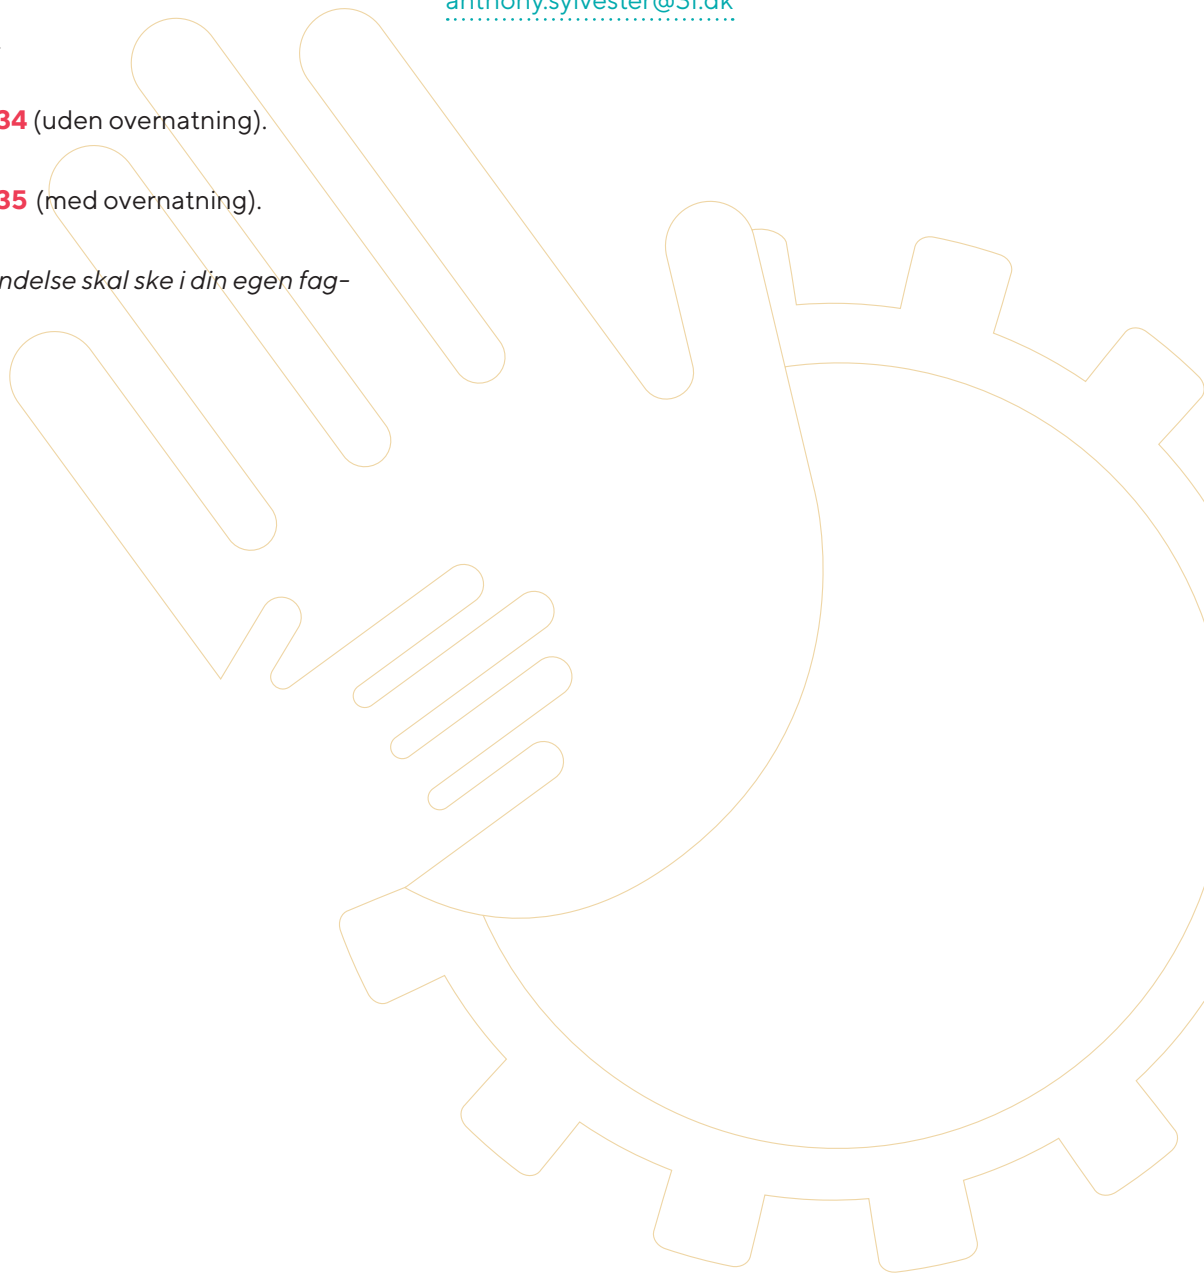 anthony.sylvester@3f.dk
34 (uden overnatning).
35 (med overnatning).
ndelse skal ske i din egen fag-